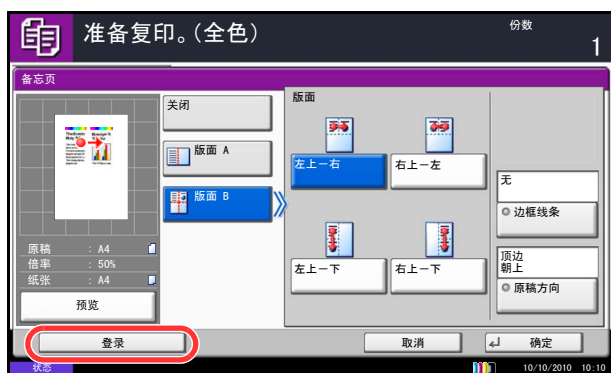 准备复印。(全色)
份数
1
备忘页
关闭
版面 A
版面 B
版面
左上－右
右上－左
左上－下
右上－下
无
边框线条
顶边
朝上
原稿方向
原稿 : A4
倍率 : 50%
纸张 : A4
预览
登录
取消
确定
状态
10/10/2010 10:10